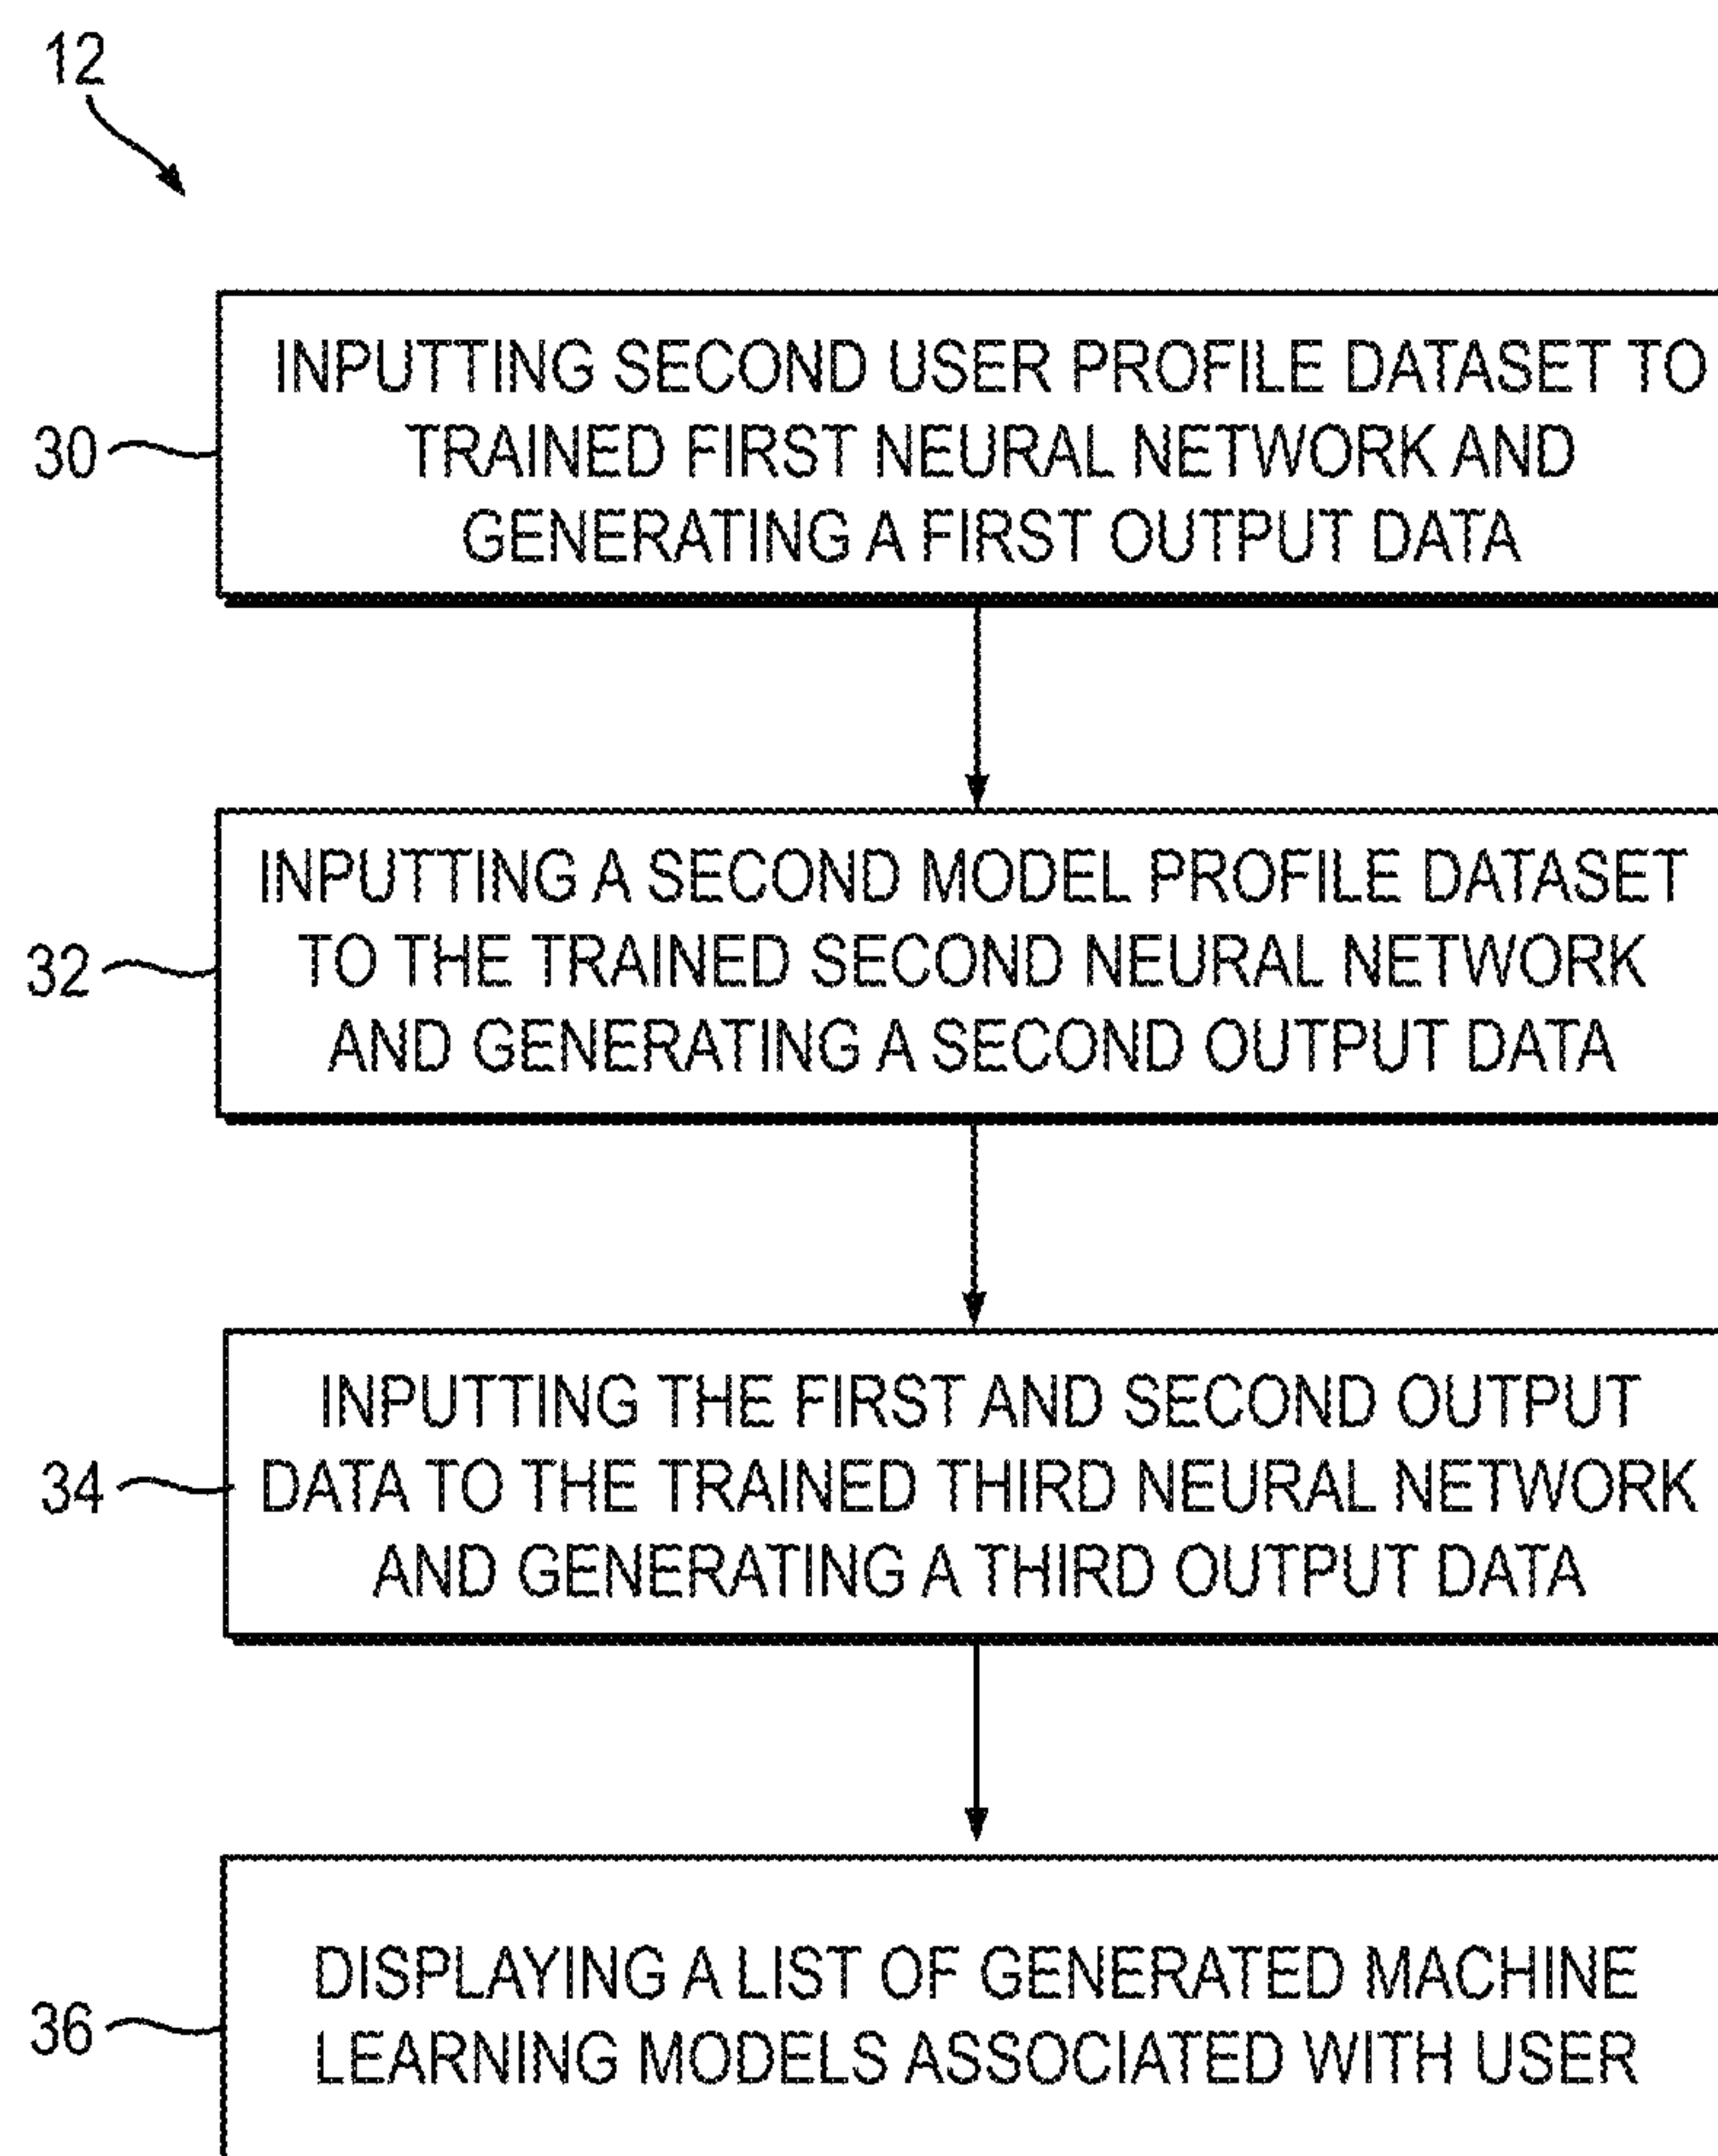 12
30
INPUTTING SECOND USER PROFILE DATASET TO
TRAINED FIRST NEURAL NETWORK AND
GENERATING A FIRST OUTPUT DATA
32
INPUTTING A SECOND MODEL PROFILE DATASET
TO THE TRAINED SECOND NEURAL NETWORK
AND GENERATING A SECOND OUTPUT DATA
34
INPUTTING THE FIRST AND SECOND OUTPUT
DATA TO THE TRAINED THIRD NEURAL NETWORK
AND GENERATING A THIRD OUTPUT DATA
36
DISPLAYING A LIST OF GENERATED MACHINE
LEARNING MODELS ASSOCIATED WITH USER